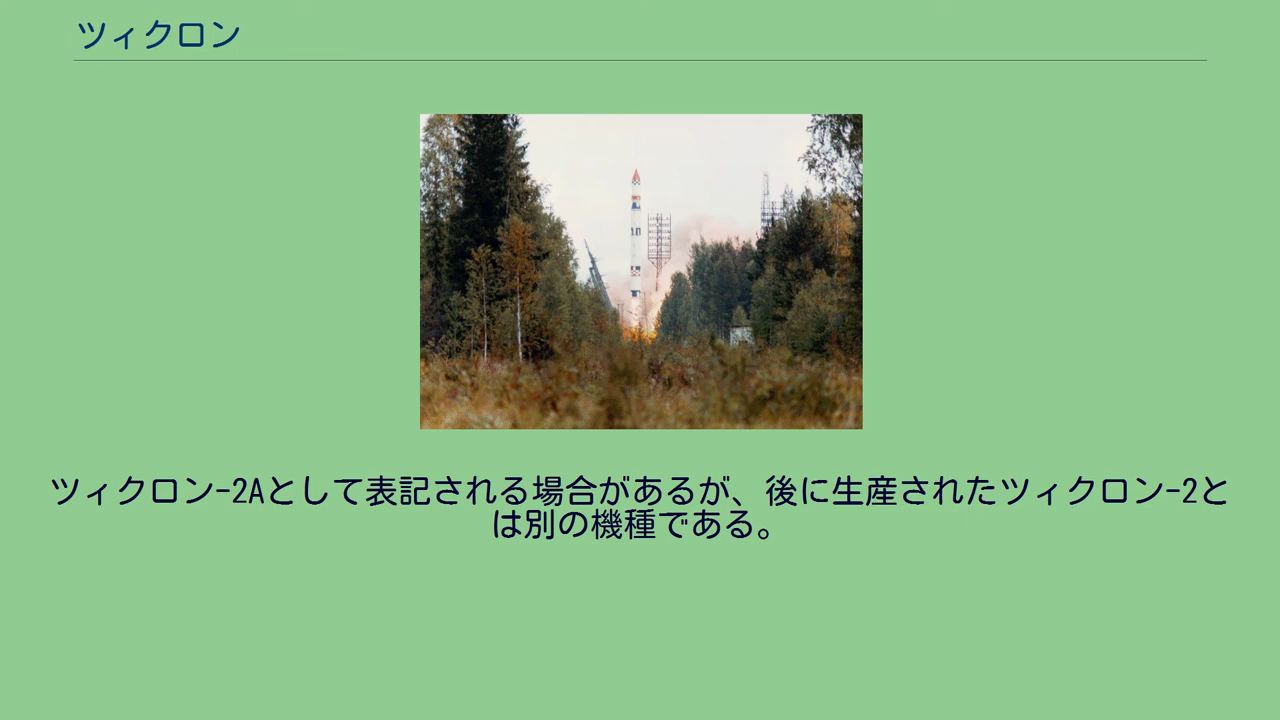 ツィクロン
ツィクロン-2Aとして表記される場合があるが、後に生産されたツィクロン-2と
は別の機種である。